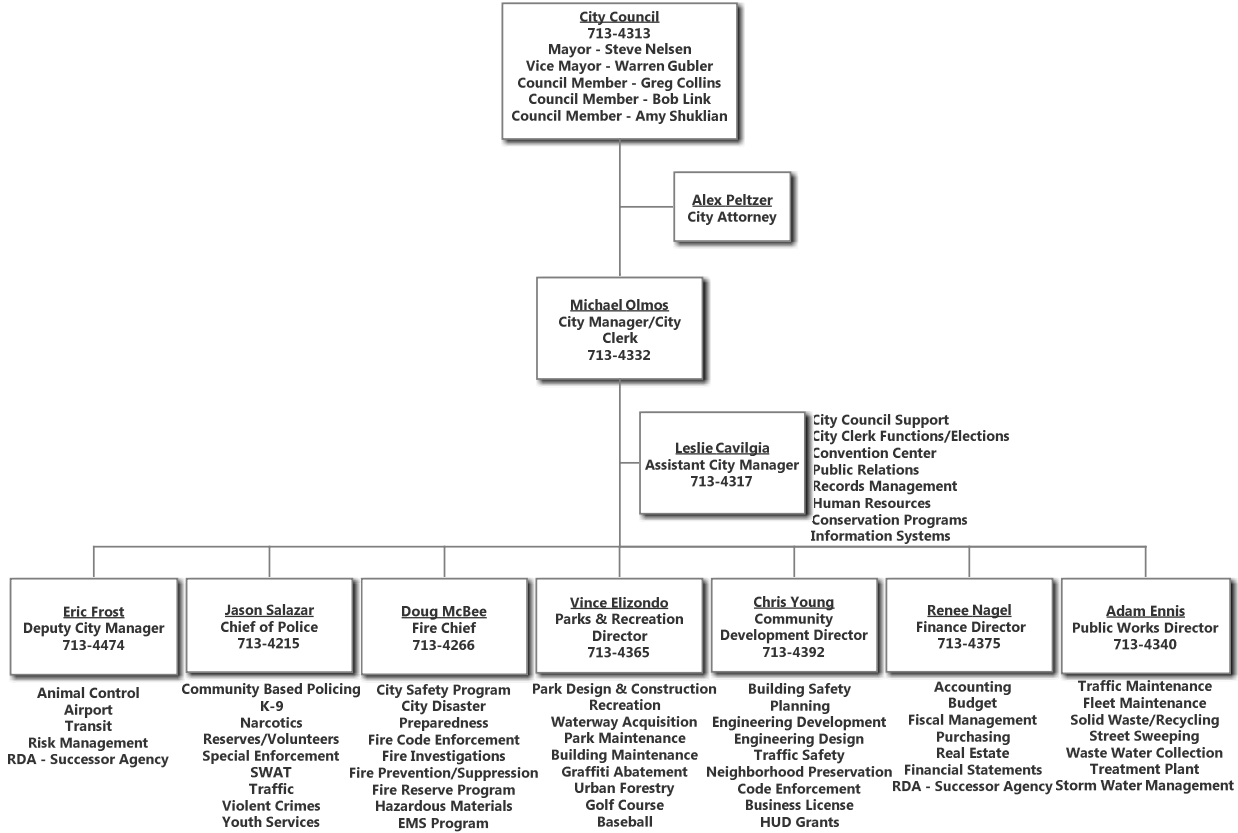 City Council
713-4313
Mayor - Steve Nelsen
Vice Mayor - Warren Gubler
Council Member - Greg Collins
Council Member - Bob Link
Council Member - Amy Shuklian
Alex Peltzer
City Attorney
Michael Olmos
City Manager/City
Clerk
713-4332
Leslie Cavilgia
Assistant City Manager
713-4317
City Council Support
City Clerk Functions/Elections
Convention Center
Public Relations
Records Management
Human Resources
Conservation Programs
Information Systems
Eric Frost
Deputy City Manager
713-4474
Animal Control
Airport
Transit
Risk Management
RDA - Successor Agency
Jason Salazar
Chief of Police
713-4215
Community Based Policing
K-9
Narcotics
Reserves/Volunteers
Special Enforcement
SWAT
Traffic
Violent Crimes
Youth Services
Doug McBee
Fire Chief
713-4266
City Safety Program
City Disaster
Preparedness
Fire Code Enforcement
Fire Investigations
Fire Prevention/Suppression
Fire Reserve Program
Hazardous Materials
EMS Program
Vince Elizondo
Parks & Recreation
Director
713-4365
Park Design & Construction
Recreation
Waterway Acquisition
Park Maintenance
Building Maintenance
Graffiti Abatement
Urban Forestry
Golf Course
Baseball
Chris Young
Community
Development Director
713-4392
Building Safety
Planning
Engineering Development
Engineering Design
Traffic Safety
Neighborhood Preservation
Code Enforcement
Business License
HUD Grants
Renee Nagel
Finance Director
713-4375
Accounting
Budget
Fiscal Management
Purchasing
Real Estate
Financial Statements
RDA - Successor Agency
Adam Ennis
Public Works Director
713-4340
Traffic Maintenance
Fleet Maintenance
Solid Waste/Recycling
Street Sweeping
Waste Water Collection
Treatment Plant
Storm Water Management